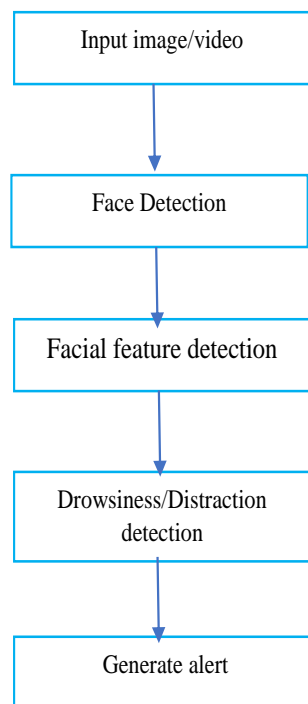 Input image/video
Face Detection
Facial feature detection
Drowsiness/Distraction
detection
Generate alert